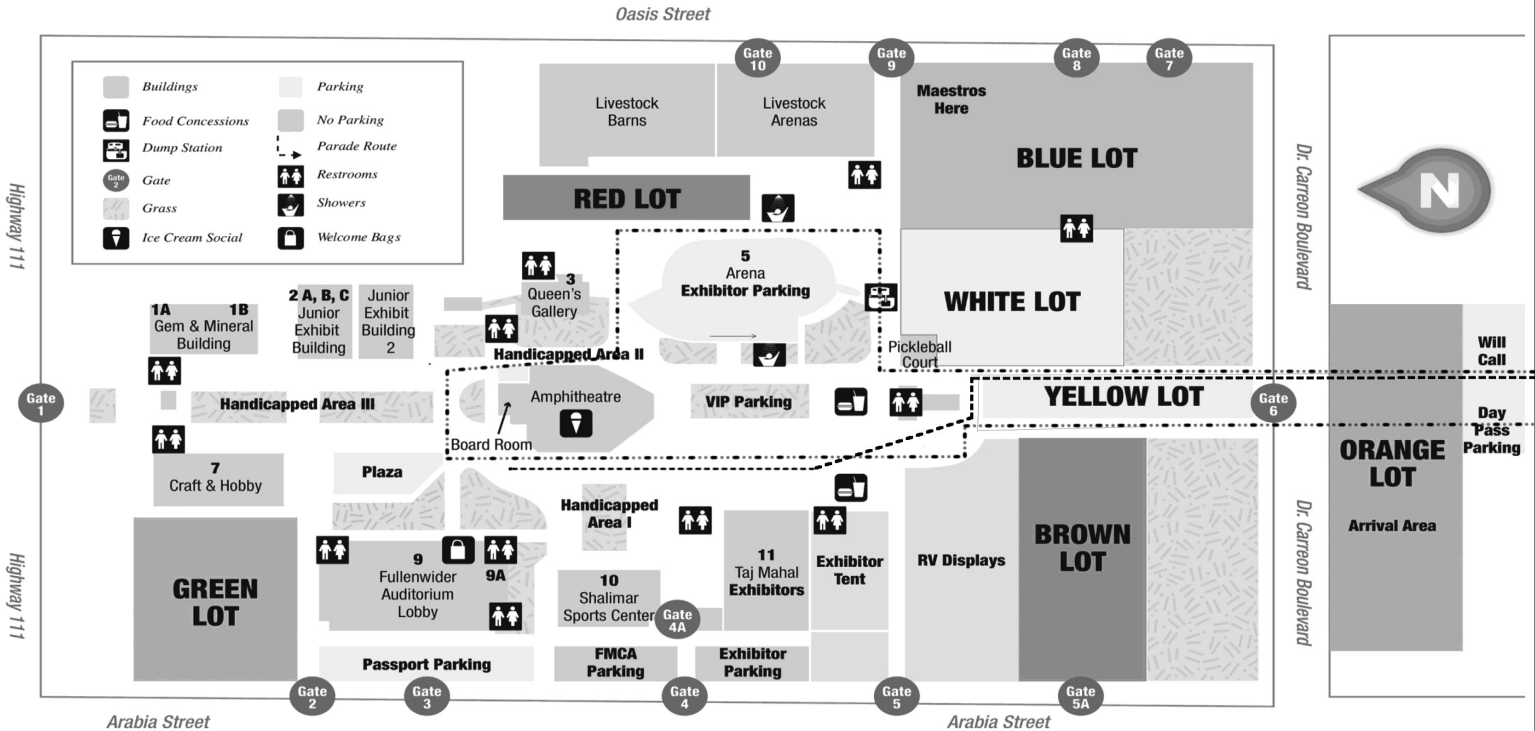 Oasis Street
Gate
10
Gate
9
Gate
8
Gate
7
Buildings
Parking
Food Concessions
No Parking
Dump Station
Parade Route
Gate
2
Gate
Restrooms
Grass
Showers
Ice Cream Social
Welcome Bags
Highway 111
Livestock
Barns
Livestock
Arenas
Maestros
Here
BLUE LOT
RED LOT
Dr. Carreon Boulevard
N
5
Arena
Exhibitor Parking
3
Queen's
Gallery
WHITE LOT
1A
1B
Gem & Mineral
Building
2 A, B, C
Junior
Exhibit
Building
Junior
Exhibit
Building
2
Handicapped Area II
Pickleball
Court
Will
Call
Gate
1
Handicapped Area III
Amphitheatre
Board Room
VIP Parking
YELLOW LOT
Gate
6
Day
Pass
Parking
ORANGE
LOT
Arrival Area
7
Craft & Hobby
Plaza
Handicapped
Area I
Highway 111
GREEN
LOT
9
Fullenwider
Auditorium
Lobby
9A
10
Shalimar
Sports Center
Gate
4A
11
Taj Mahal
Exhibitors
Exhibitor
Tent
RV Displays
BROWN
LOT
Dr. Carreon Boulevard
Passport Parking
FMCA
Parking
Exhibitor
Parking
Gate
2
Gate
3
Gate
4
Gate
5
Gate
5A
Arabia Street
Arabia Street